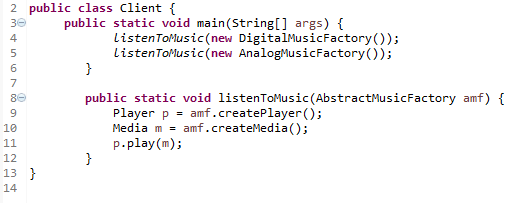 2 public class Client {
3 public static void main(String[] args) {
4 listenToMusic(new DigitalMusicFactory());
5 listenToMusic(new AnalogMusicFactory());
6 }
7
8 public static void listenToMusic(AbstractMusicFactory amf) {
9 Player p = amf.createPlayer();
10 Media m = amf.createMedia();
11 p.play(m);
12 }
13 }
14